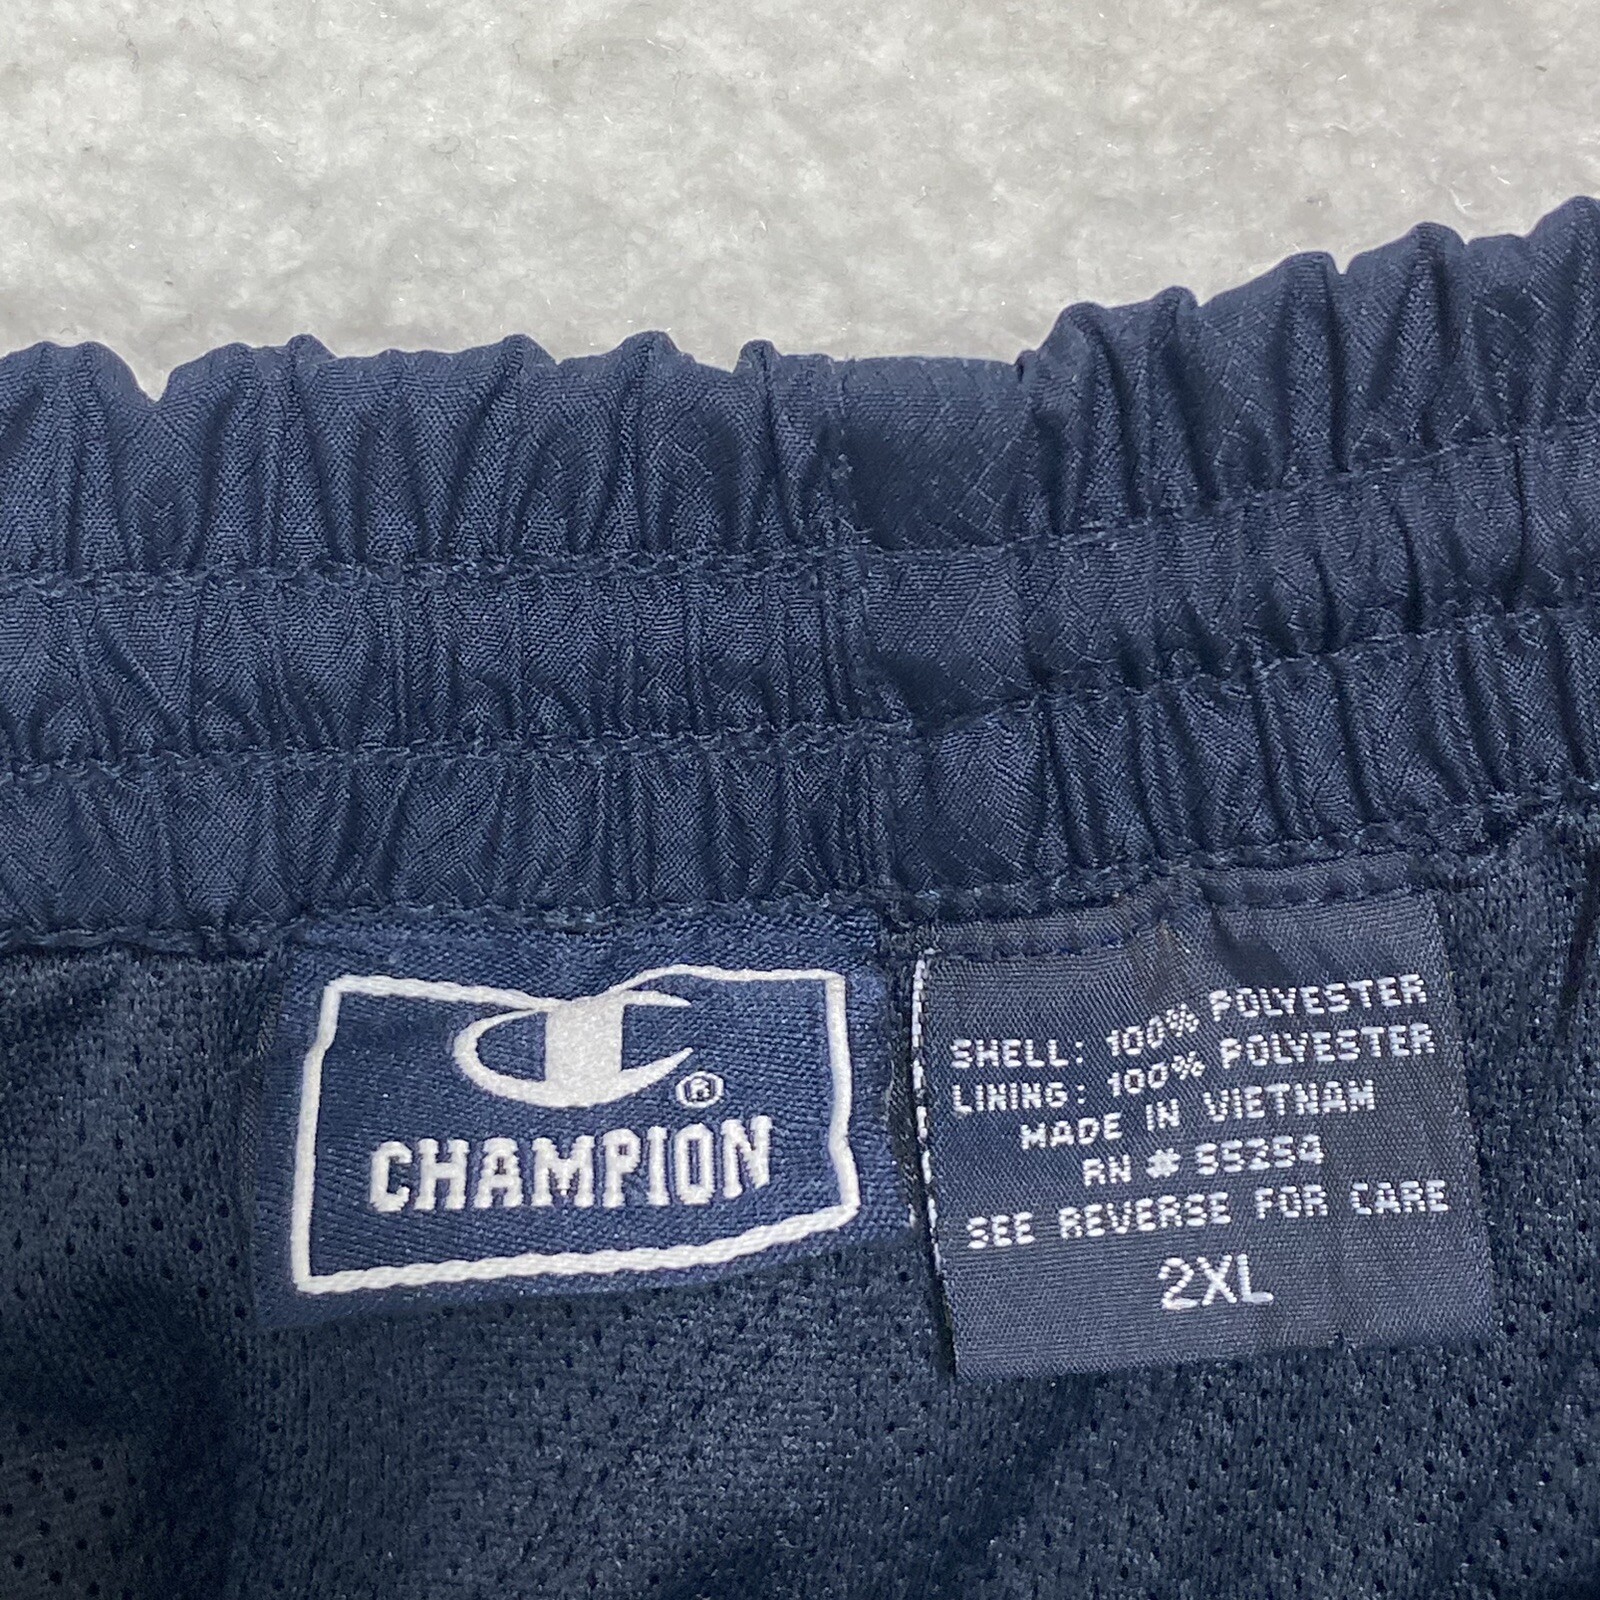 CHAMPION
®
SHELL: 100% POLYESTER
LINING: 100% POLYESTER
MADE IN VIETNAM
RN # 55254
SEE REVERSE FOR CARE
2XL